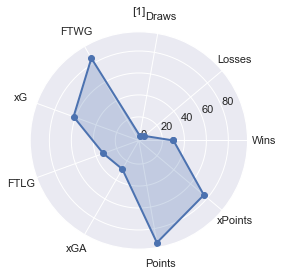 [1]
Draws
FTWG
Losses
xG
80
60
40
20
0
Wins
FTLG
xPoints
xGA
Points